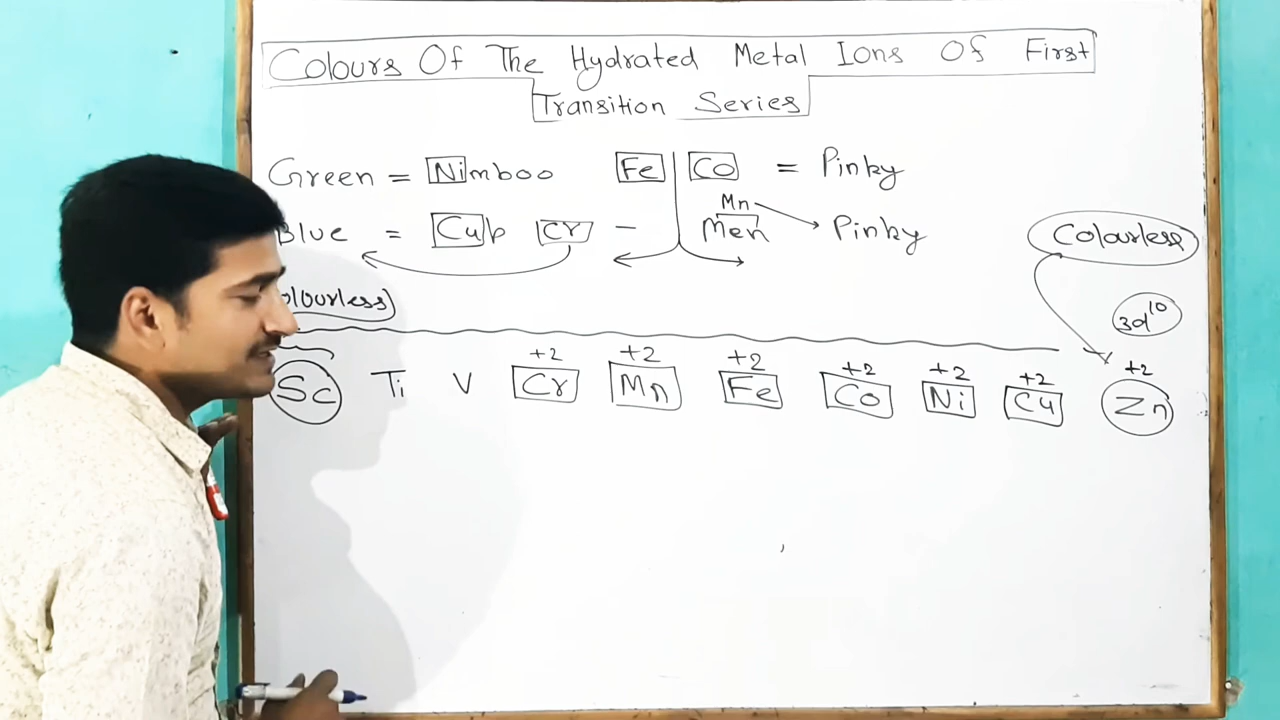 Colours Of The Hydrated Metal Ions Of First
Transition Series
Green = Nimboo Fe Co = Pinky
Blue = Cub Cr - Mn Men Pinky
Colourless
olourless
3d10
+2 +2 +2 +2 +2 +2 +2
Sc Ti V Cr Mn Fe Co Ni Cu Zn